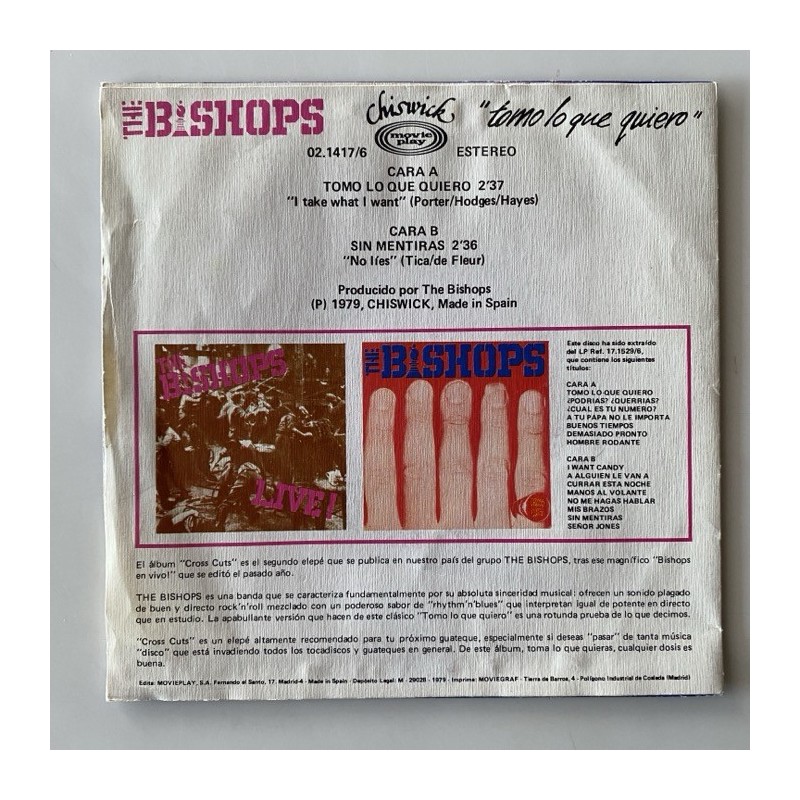 THE BISHOPS
chiswick
movie play
"tomo lo que quiero"
02.1417/6 ESTEREO
CARA A
TOMO LO QUE QUIERO 2'37
"I take what I want" (Porter/Hodges/Hayes)
CARA B
SIN MENTIRAS 2'36
"No líes" (Tica/de Fleur)
Producido por The Bishops
(P) 1979, CHISWICK, Made in Spain
THE BISHOPS
LIVE!
THE BISHOPS
Este disco ha sido extraído
del LP Ref. 17.1529/6,
que contiene los siguientes
títulos:
CARA A
TOMO LO QUE QUIERO
¿PODRIAS? ¿QUERRIAS?
¿CUAL ES TU NUMERO?
A TU PAPA NO LE IMPORTA
BUENOS TIEMPOS
DEMASIADO PRONTO
HOMBRE RODANTE
CARA B
I WANT CANDY
A ALGUIEN LE VAN A
CURRAR ESTA NOCHE
MANOS AL VOLANTE
NO ME HAGAS HABLAR
MIS BRAZOS
SIN MENTIRAS
SEÑOR JONES
El álbum "Cross Cuts" es el segundo elepé que se publica en nuestro país del grupo THE BISHOPS, tras ese magnífico "Bishops
en vivo!" que se editó el pasado año.
THE BISHOPS es una banda que se caracteriza fundamentalmente por su absoluta sinceridad musical: ofrecen un sonido plagado
de buen y directo rock'n'roll mezclado con un poderoso sabor de "rhythm'n'blues" que interpretan igual de potente en directo
que en estudio. La apabullante versión que hacen de este clásico "Tomo lo que quiero" es una rotunda prueba de lo que decimos.
"Cross Cuts" es un elepé altamente recomendado para tu próximo guateque, especialmente si deseas "pasar" de tanta música
"disco" que está invadiendo todos los tocadiscos y guateques en general. De este álbum, toma lo que quieras, cualquier dosis es
buena.
Edita: MOVIEPLAY, S.A. Fernando el Santo, 17. Madrid-4 - Made in Spain - Depósito Legal: M - 29028 - 1979 - Imprime: MOVIEGRAF - Tierra de Barros, 4 - Polígono Industrial de Coslada (Madrid)